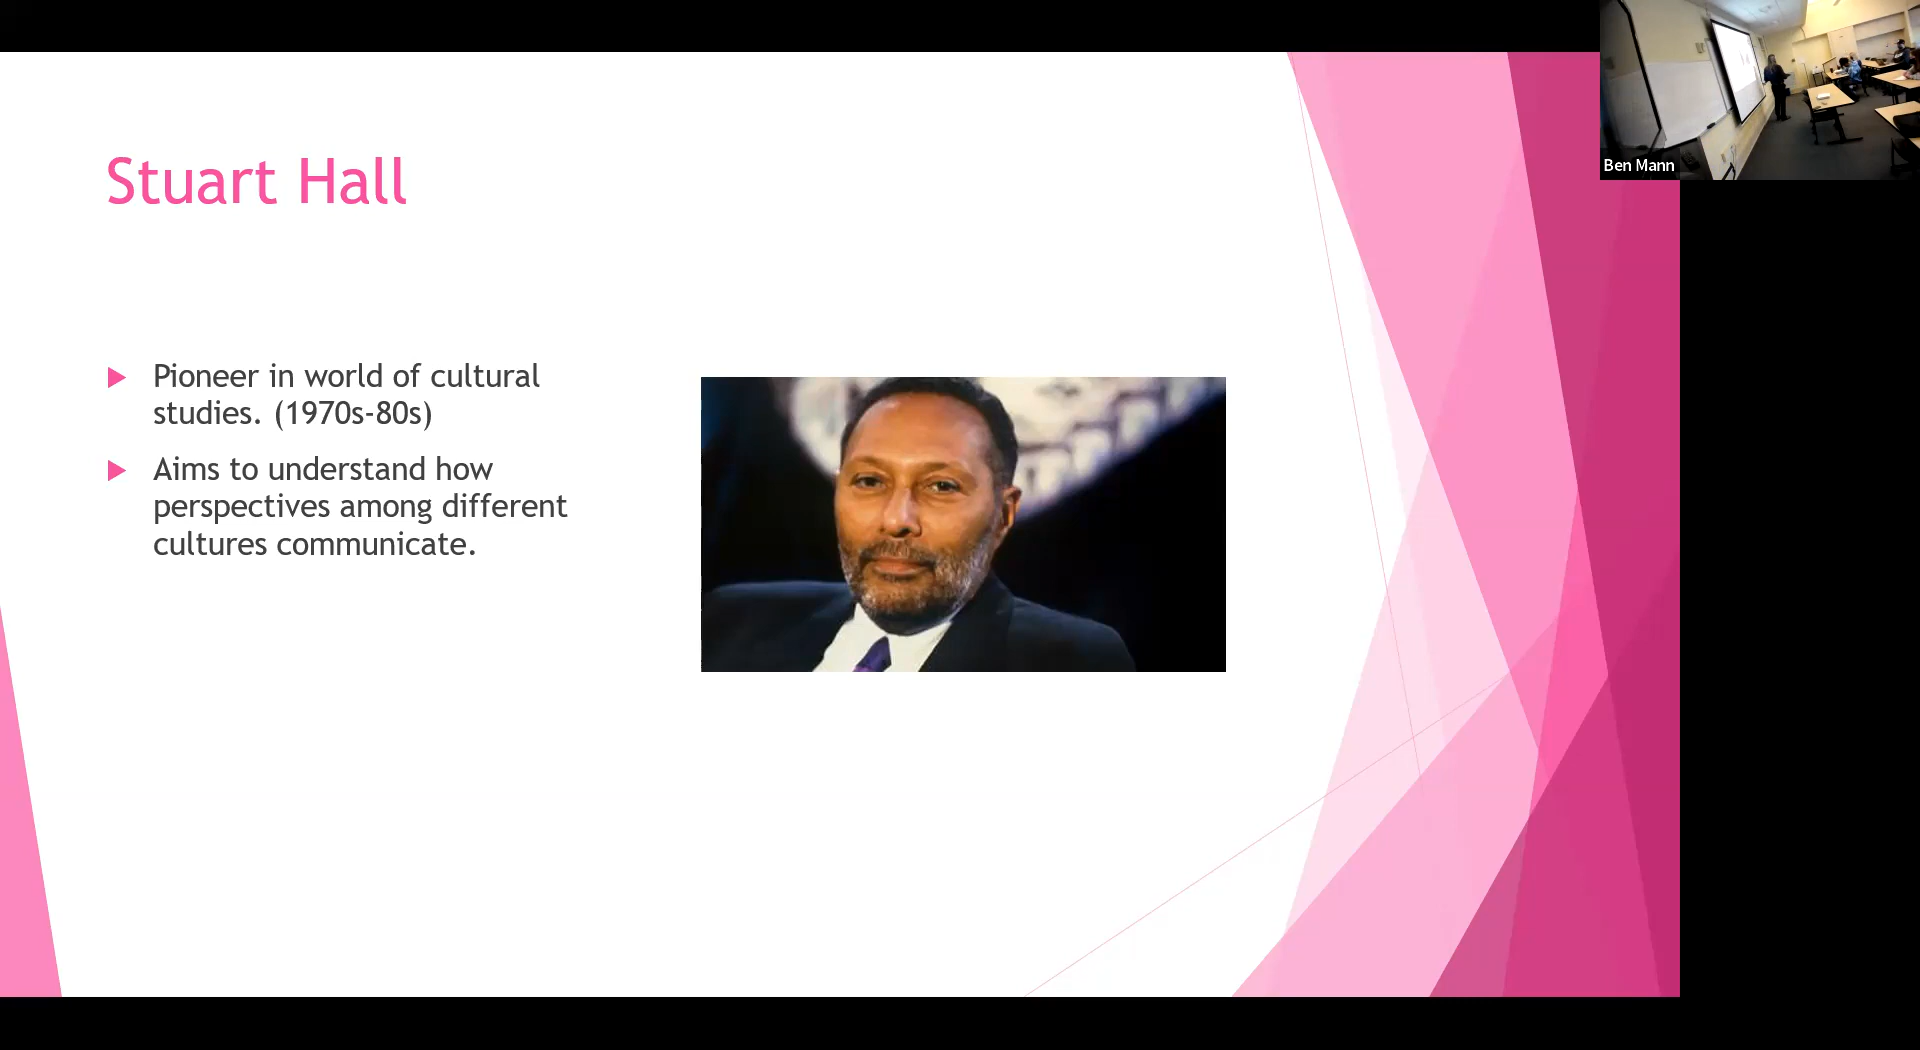 Stuart Hall
Pioneer in world of cultural
studies. (1970s-80s)
Aims to understand how
perspectives among different
cultures communicate.
Ben Mann